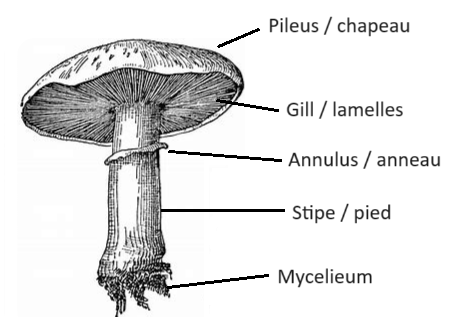 Pileus / chapeau
Gill / lamelles
Annulus / anneau
Stipe / pied
Mycelieum